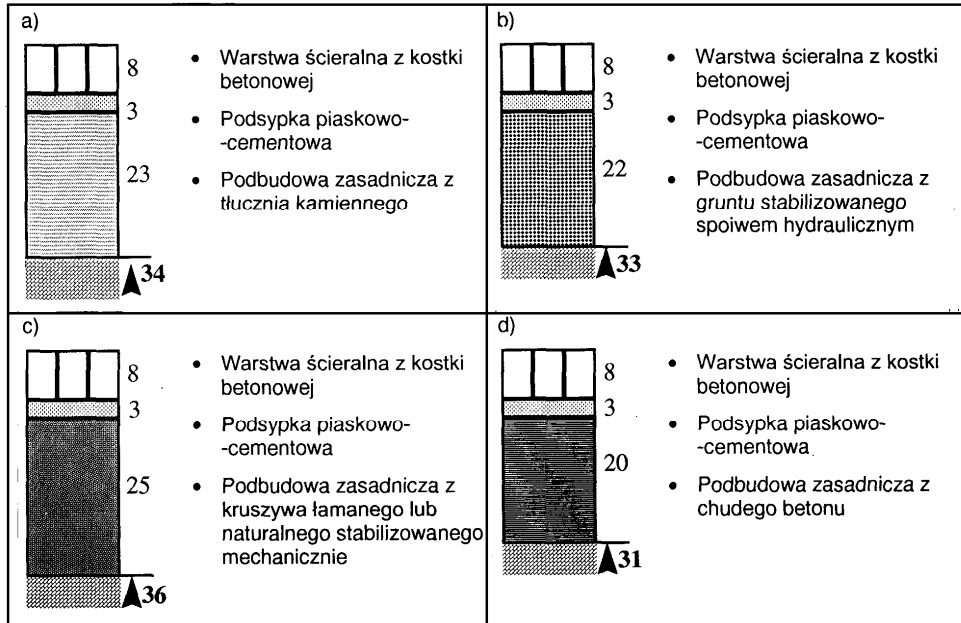 a)
8
3
23
34
• Warstwa ścieralna z kostki
betonowej
• Podsypka piaskowo-
-cementowa
• Podbudowa zasadnicza z
tłucznia kamiennego
b)
8
3
22
33
• Warstwa ścieralna z kostki
betonowej
• Podsypka piaskowo-
-cementowa
• Podbudowa zasadnicza z
gruntu stabilizowanego
spoiwem hydraulicznym
c)
8
3
25
36
• Warstwa ścieralna z kostki
betonowej
• Podsypka piaskowo-
-cementowa
• Podbudowa zasadnicza z
kruszywa łamanego lub
naturalnego stabilizowanego
mechanicznie
d)
8
3
20
31
• Warstwa ścieralna z kostki
betonowej
• Podsypka piaskowo-
-cementowa
• Podbudowa zasadnicza z
chudego betonu